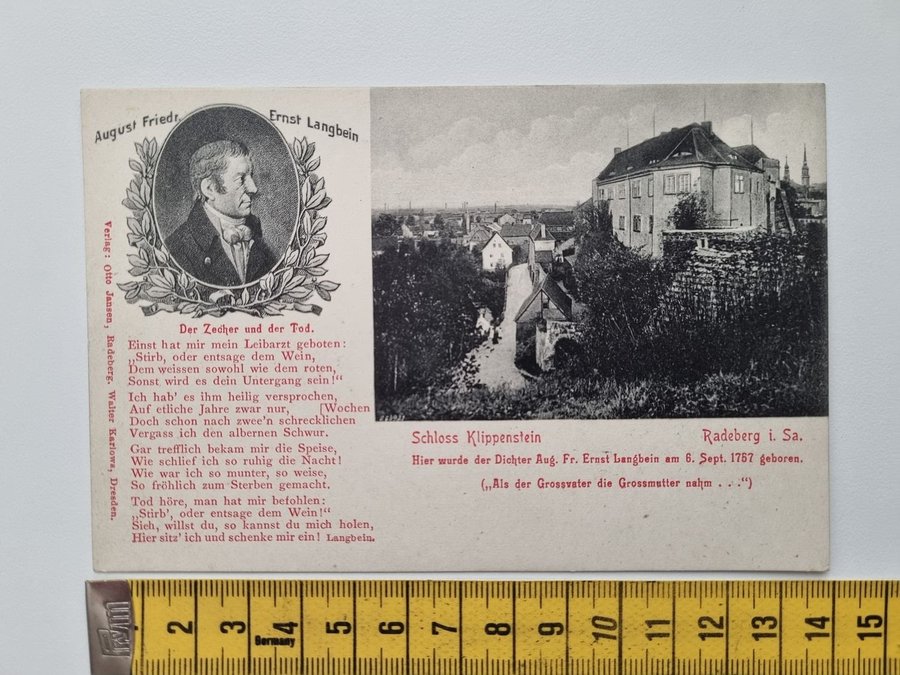 August Friedr. Ernst Langbein
Verlag: Otto Jansen, Radeberg. Walter Karlowa, Dresden.
Der Zecher und der Tod.
Einst hat mir mein Leibarzt geboten:
„Stirb, oder entsage dem Wein,
Dem weissen sowohl wie dem roten,
Sonst wird es dein Untergang sein!“
Ich hab' es ihm heilig versprochen,
Auf etliche Jahre zwar nur, [Wochen
Doch schon nach zwee'n schrecklichen
Vergass ich den albernen Schwur.
Gar trefflich bekam mir die Speise,
Wie schlief ich so ruhig die Nacht!
Wie war ich so munter, so weise,
So fröhlich zum Sterben gemacht.
Tod höre, man hat mir befohlen:
„Stirb', oder entsage dem Wein!“
Sieh, willst du, so kannst du mich holen,
Hier sitz' ich und schenke mir ein! Langbein.
Schloss Klippenstein Radeberg i. Sa.
Hier wurde der Dichter Aug. Fr. Ernst Langbein am 6. Sept. 1757 geboren.
(„Als der Grossvater die Grossmutter nahm . . .“)
2 3 4 5 6 7 8 9 10 11 12 13 14 15
Germany